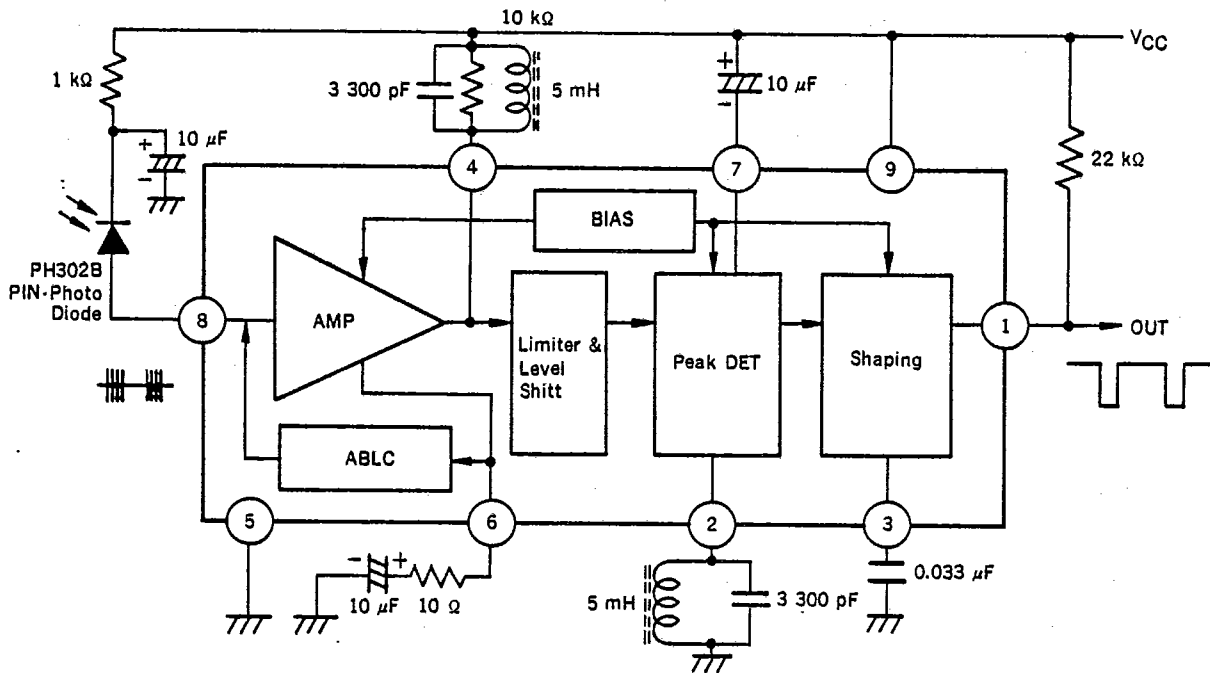 10 kΩ
VCC
1 kΩ
3 300 pF
5 mH
+
10 μF
-
+
10 μF
-
22 kΩ
4
7
9
BIAS
PH302B
PIN·Photo
Diode
8
AMP
Limiter &
Level
Shitt
Peak DET
Shaping
1
OUT
ABLC
5
6
2
3
- +
10 μF
10 Ω
5 mH
3 300 pF
0.033 μF